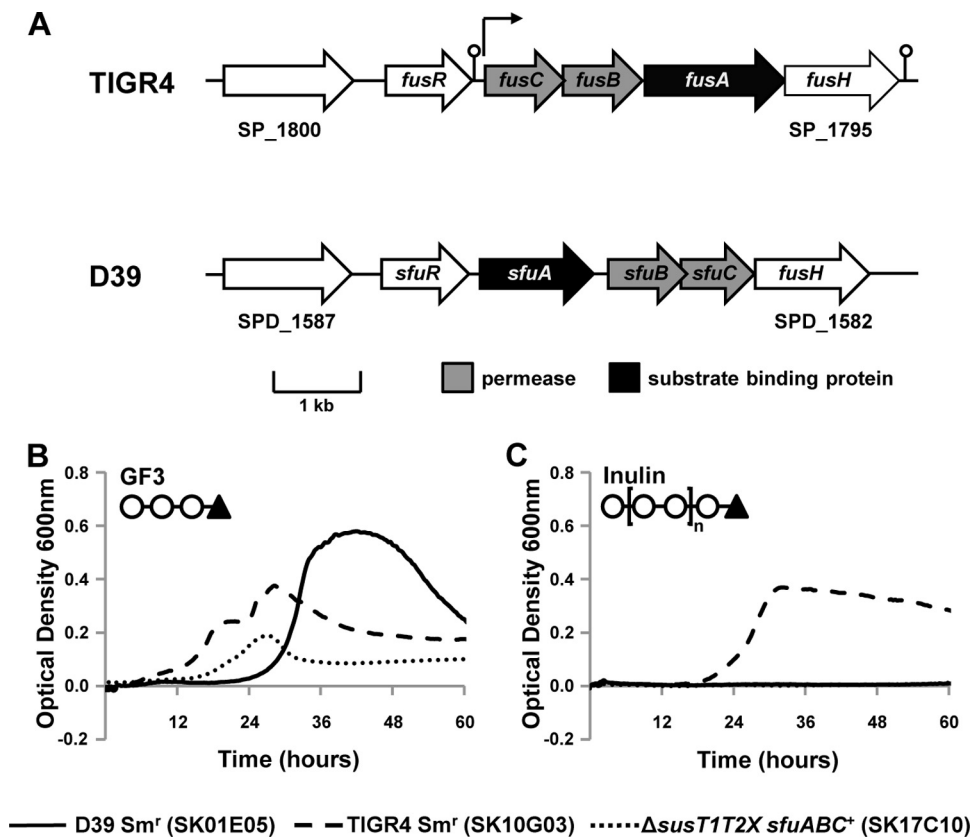 A
TIGR4
fusR fusC fusB fusA fusH
SP_1800 SP_1795
D39
sfuR sfuA sfuB sfuC fusH
SPD_1587 SPD_1582
1 kb
permease substrate binding protein
B
GF3
Optical Density 600nm
0.8
0.6
0.4
0.2
0.0
-0.2
12 24 36 48 60
Time (hours)
C
Inulin
n
Optical Density 600nm
0.8
0.6
0.4
0.2
0.0
-0.2
12 24 36 48 60
Time (hours)
D39 Smʳ (SK01E05) TIGR4 Smʳ (SK10G03) ΔsusT1T2X sfuABC⁺ (SK17C10)